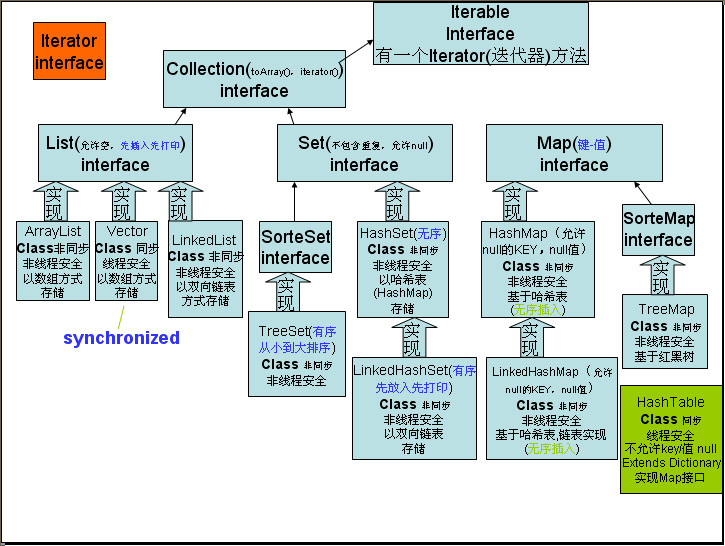 Iterable
Interface
有一个Iterator(迭代器)方法
Iterator
interface
Collection(toArray(), iterator())
interface
List(允许空, 先插入先打印)
interface
Set(不包含重复, 允许null)
interface
Map(键-值)
interface
实现
实现
实现
实现
实现
ArrayList
Class非同步
非线程安全
以数组方式
存储
Vector
Class 同步
线程安全
以数组方式
存储
LinkedList
Class 非同步
非线程安全
以双向链表
方式存储
SorteSet
interface
HashSet(无序)
Class 非同步
非线程安全
以哈希表
(HashMap)
存储
HashMap（允许
null的KEY，null值）
Class 非同步
非线程安全
基于哈希表
(无序插入)
SorteMap
interface
synchronized
实现
实现
实现
实现
TreeSet(有序
从小到大排序)
Class 非同步
非线程安全
LinkedHashSet(有序
先放入先打印)
Class 非同步
非线程安全
以双向链表
存储
LinkedHashMap（允许
null的KEY，null值）
Class 非同步
非线程安全
基于哈希表,链表实现
(无序插入)
TreeMap
Class 非同步
非线程安全
基于红黑树
HashTable
Class 同步
线程安全
不允许key/值 null
Extends Dictionary
实现Map接口